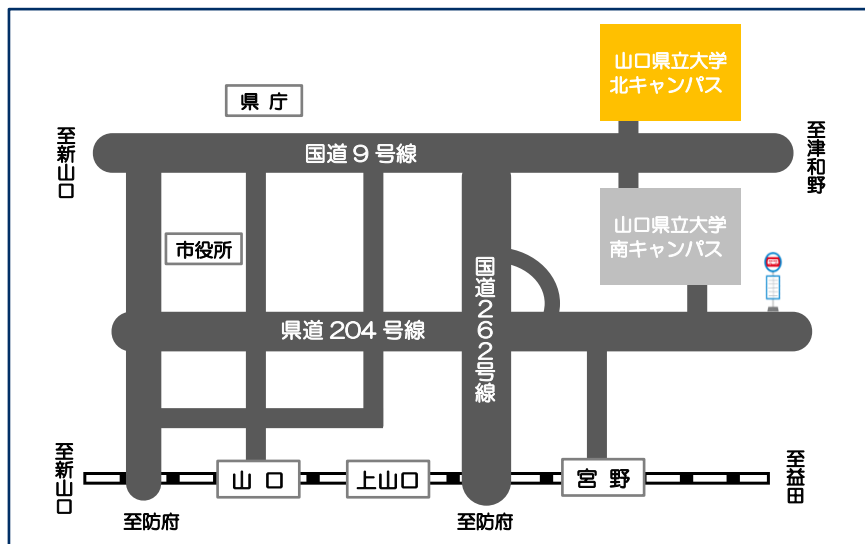 山口県立大学
北キャンパス
県 庁
至新山口
国道９号線
至津和野
山口県立大学
南キャンパス
市役所
国道２６２号線
県道 204 号線
至新山口
山 口
上山口
宮 野
至益田
至防府
至防府